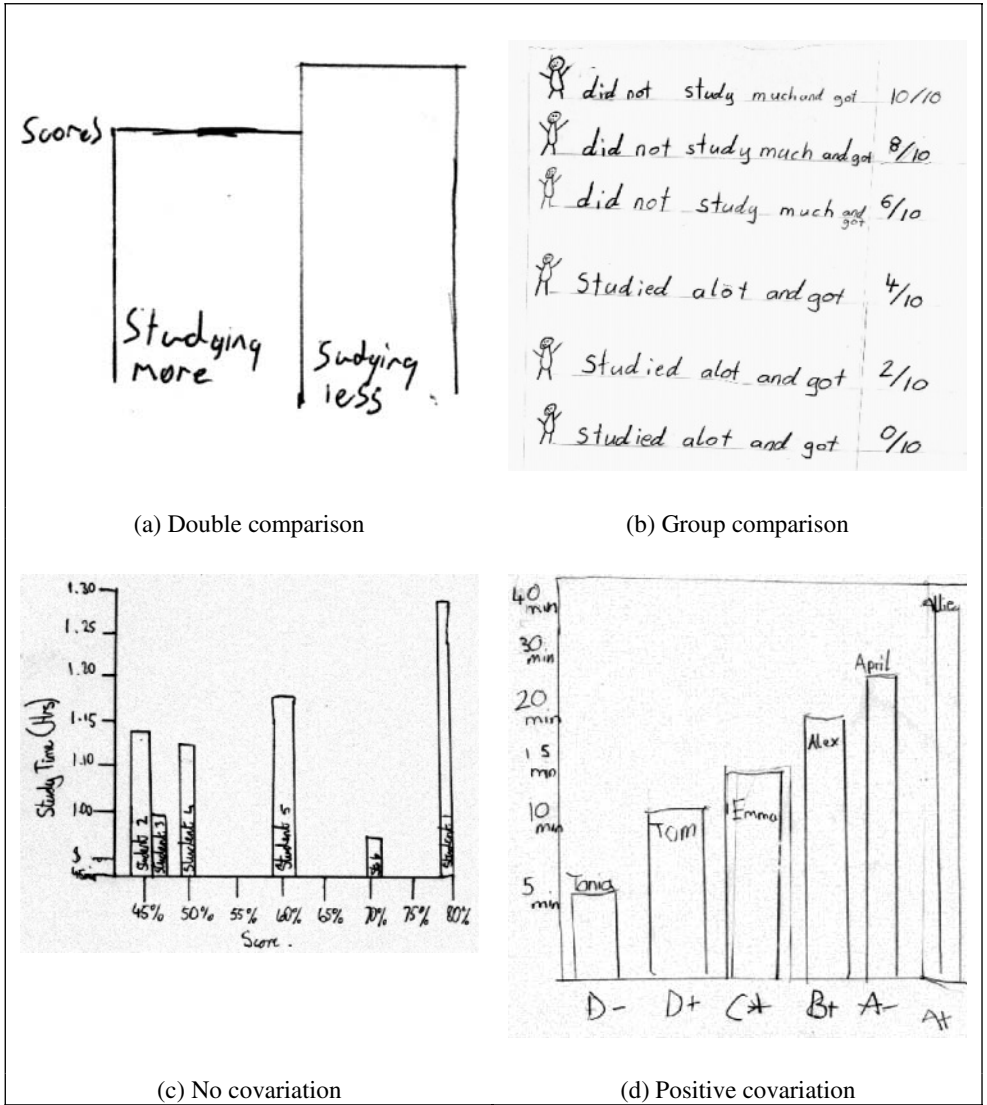 Scores
Studying
more
Sudying
less
did not study much and got 10/10
did not study much and got 8/10
did not study much and got 6/10
Studied alot and got 4/10
Studied alot and got 2/10
studied alot and got 0/10
(a) Double comparison
(b) Group comparison
1.30
1.25
1.20
1.15
1.10
1.00
Study Time (Hrs)
Student 2
Student 3
Student 4
Student 5
Student 1
45% 50% 55% 60% 65% 70% 75% 80%
Score.
40
min
30
min
20
min
15
min
10
min
5
min
Tania
Tom
Emma
Alex
April
D- D+ B+ A- A+
(c) No covariation
(d) Positive covariation